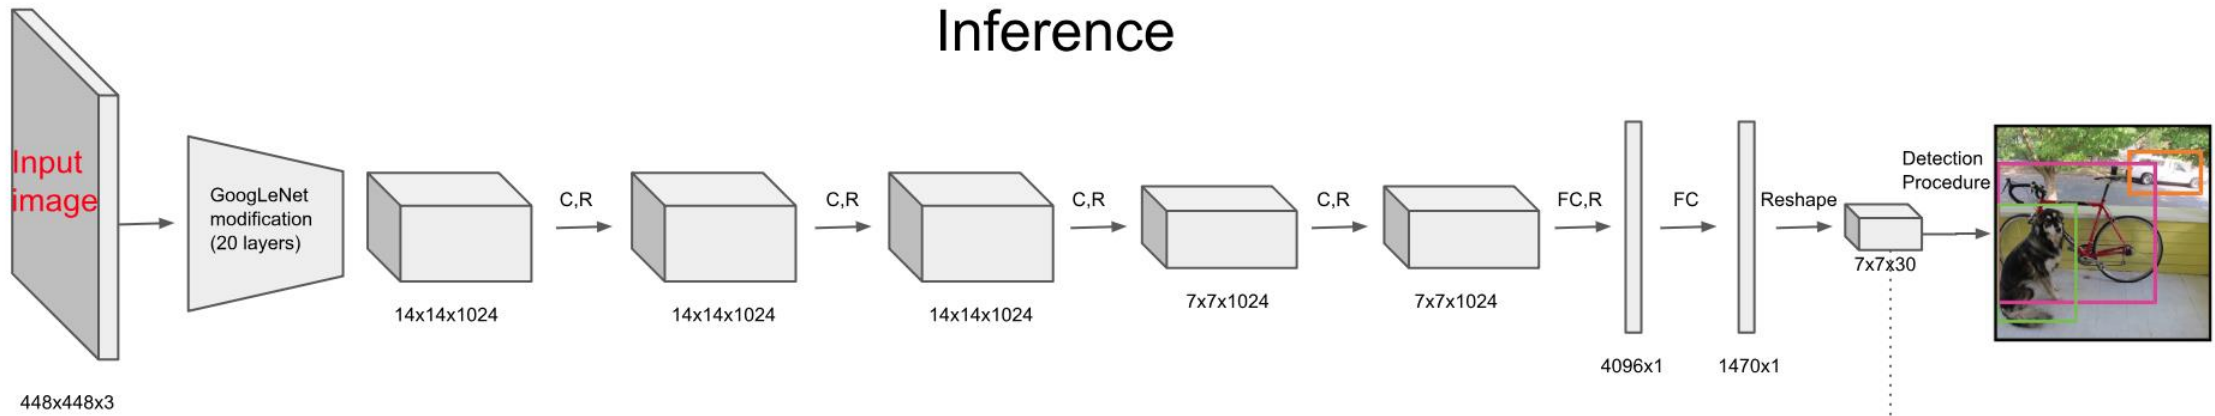 Inference
Input
image
448x448x3
GoogLeNet
modification
(20 layers)
14x14x1024
C,R
14x14x1024
C,R
14x14x1024
C,R
7x7x1024
C,R
7x7x1024
FC,R
4096x1
FC
1470x1
Reshape
7x7x30
Detection
Procedure